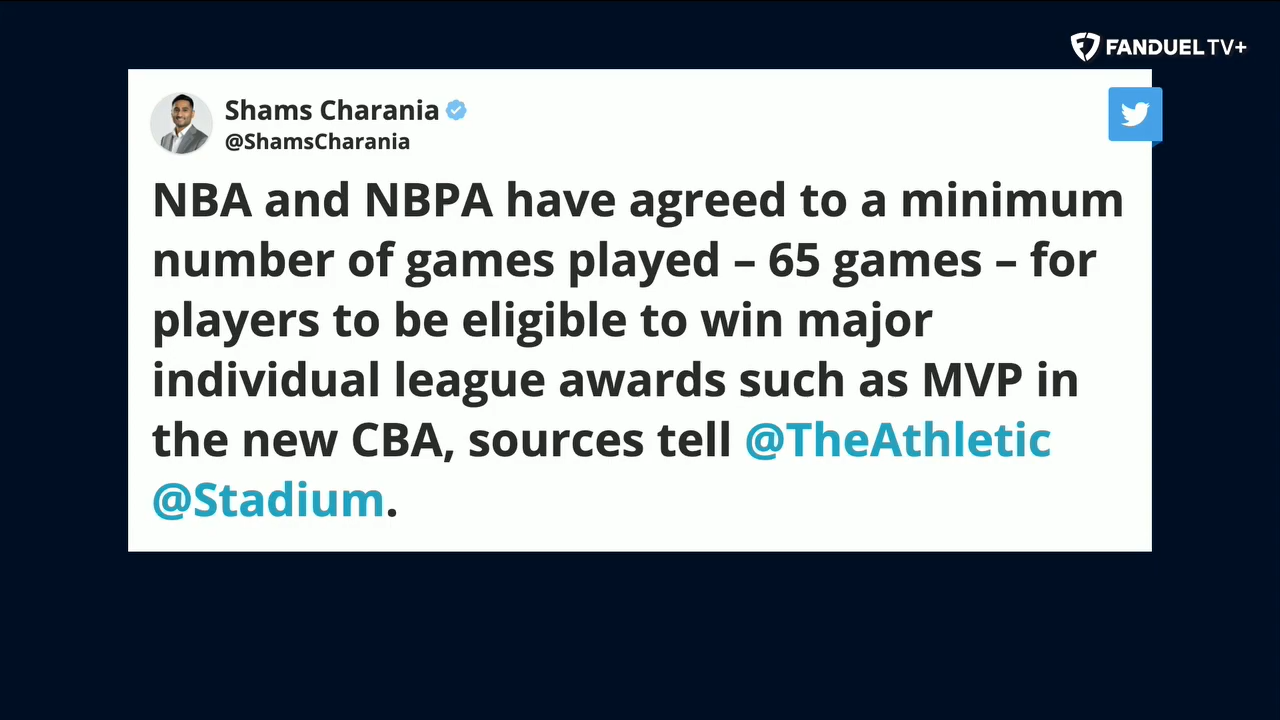 FANDUEL TV+
Shams Charania
@ShamsCharania
NBA and NBPA have agreed to a minimum
number of games played – 65 games – for
players to be eligible to win major
individual league awards such as MVP in
the new CBA, sources tell @TheAthletic
@Stadium.